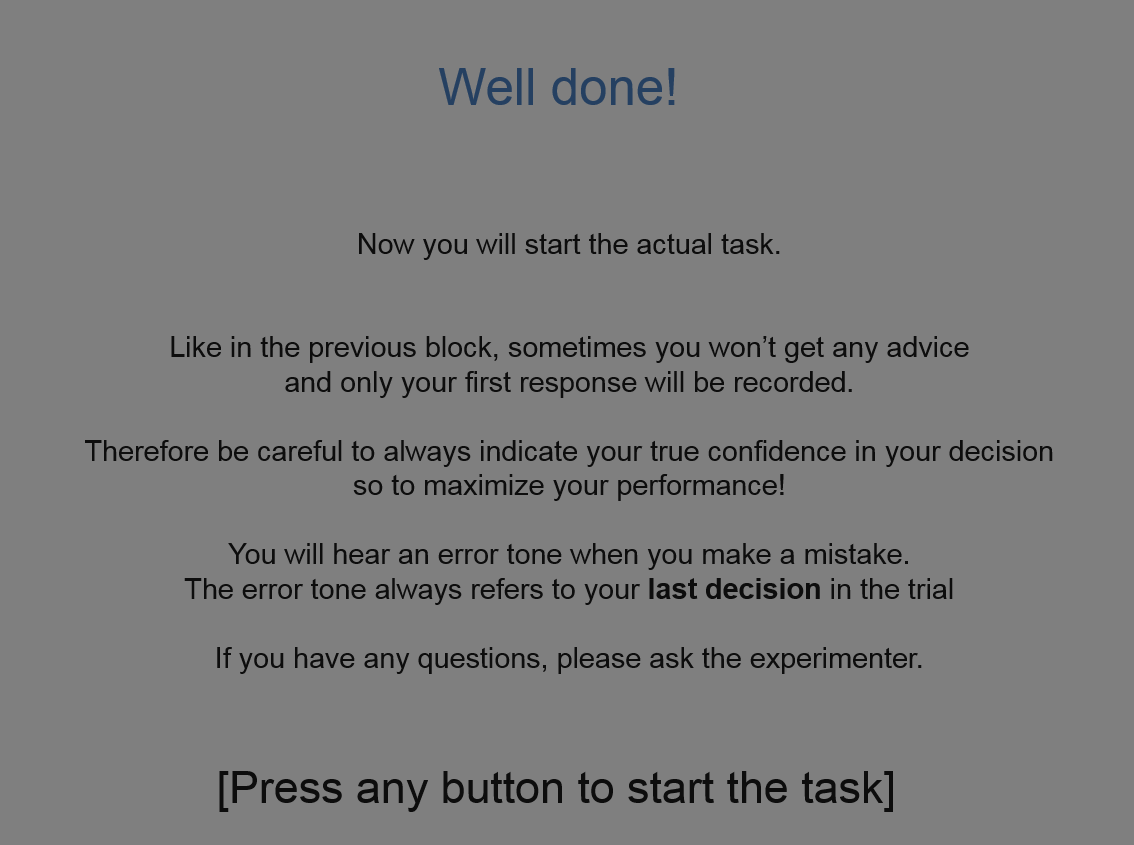 Well done!
Now you will start the actual task.
Like in the previous block, sometimes you won’t get any advice
and only your first response will be recorded.
Therefore be careful to always indicate your true confidence in your decision
so to maximize your performance!
You will hear an error tone when you make a mistake.
The error tone always refers to your last decision in the trial
If you have any questions, please ask the experimenter.
[Press any button to start the task]